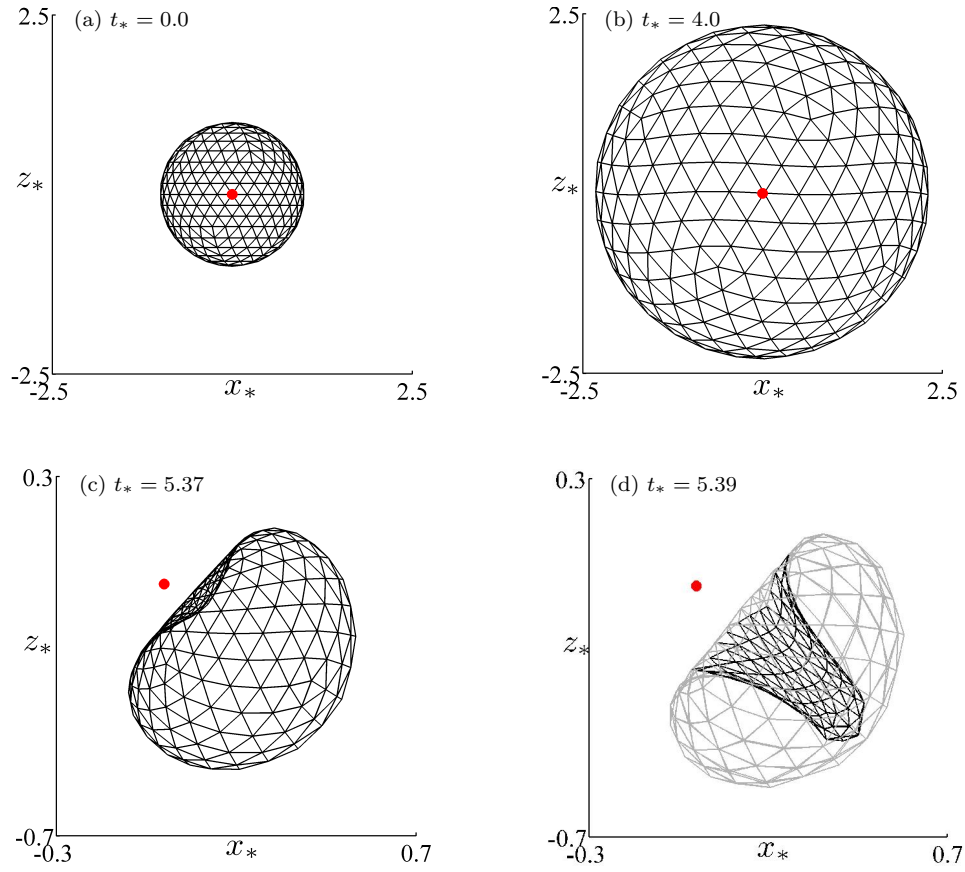 2.5 (a) t* = 0.0
z*
-2.5
-2.5 x* 2.5
2.5 (b) t* = 4.0
z*
-2.5
-2.5 x* 2.5
0.3 (c) t* = 5.37
z*
-0.7
-0.3 x* 0.7
0.3 (d) t* = 5.39
z*
-0.7
-0.3 x* 0.7